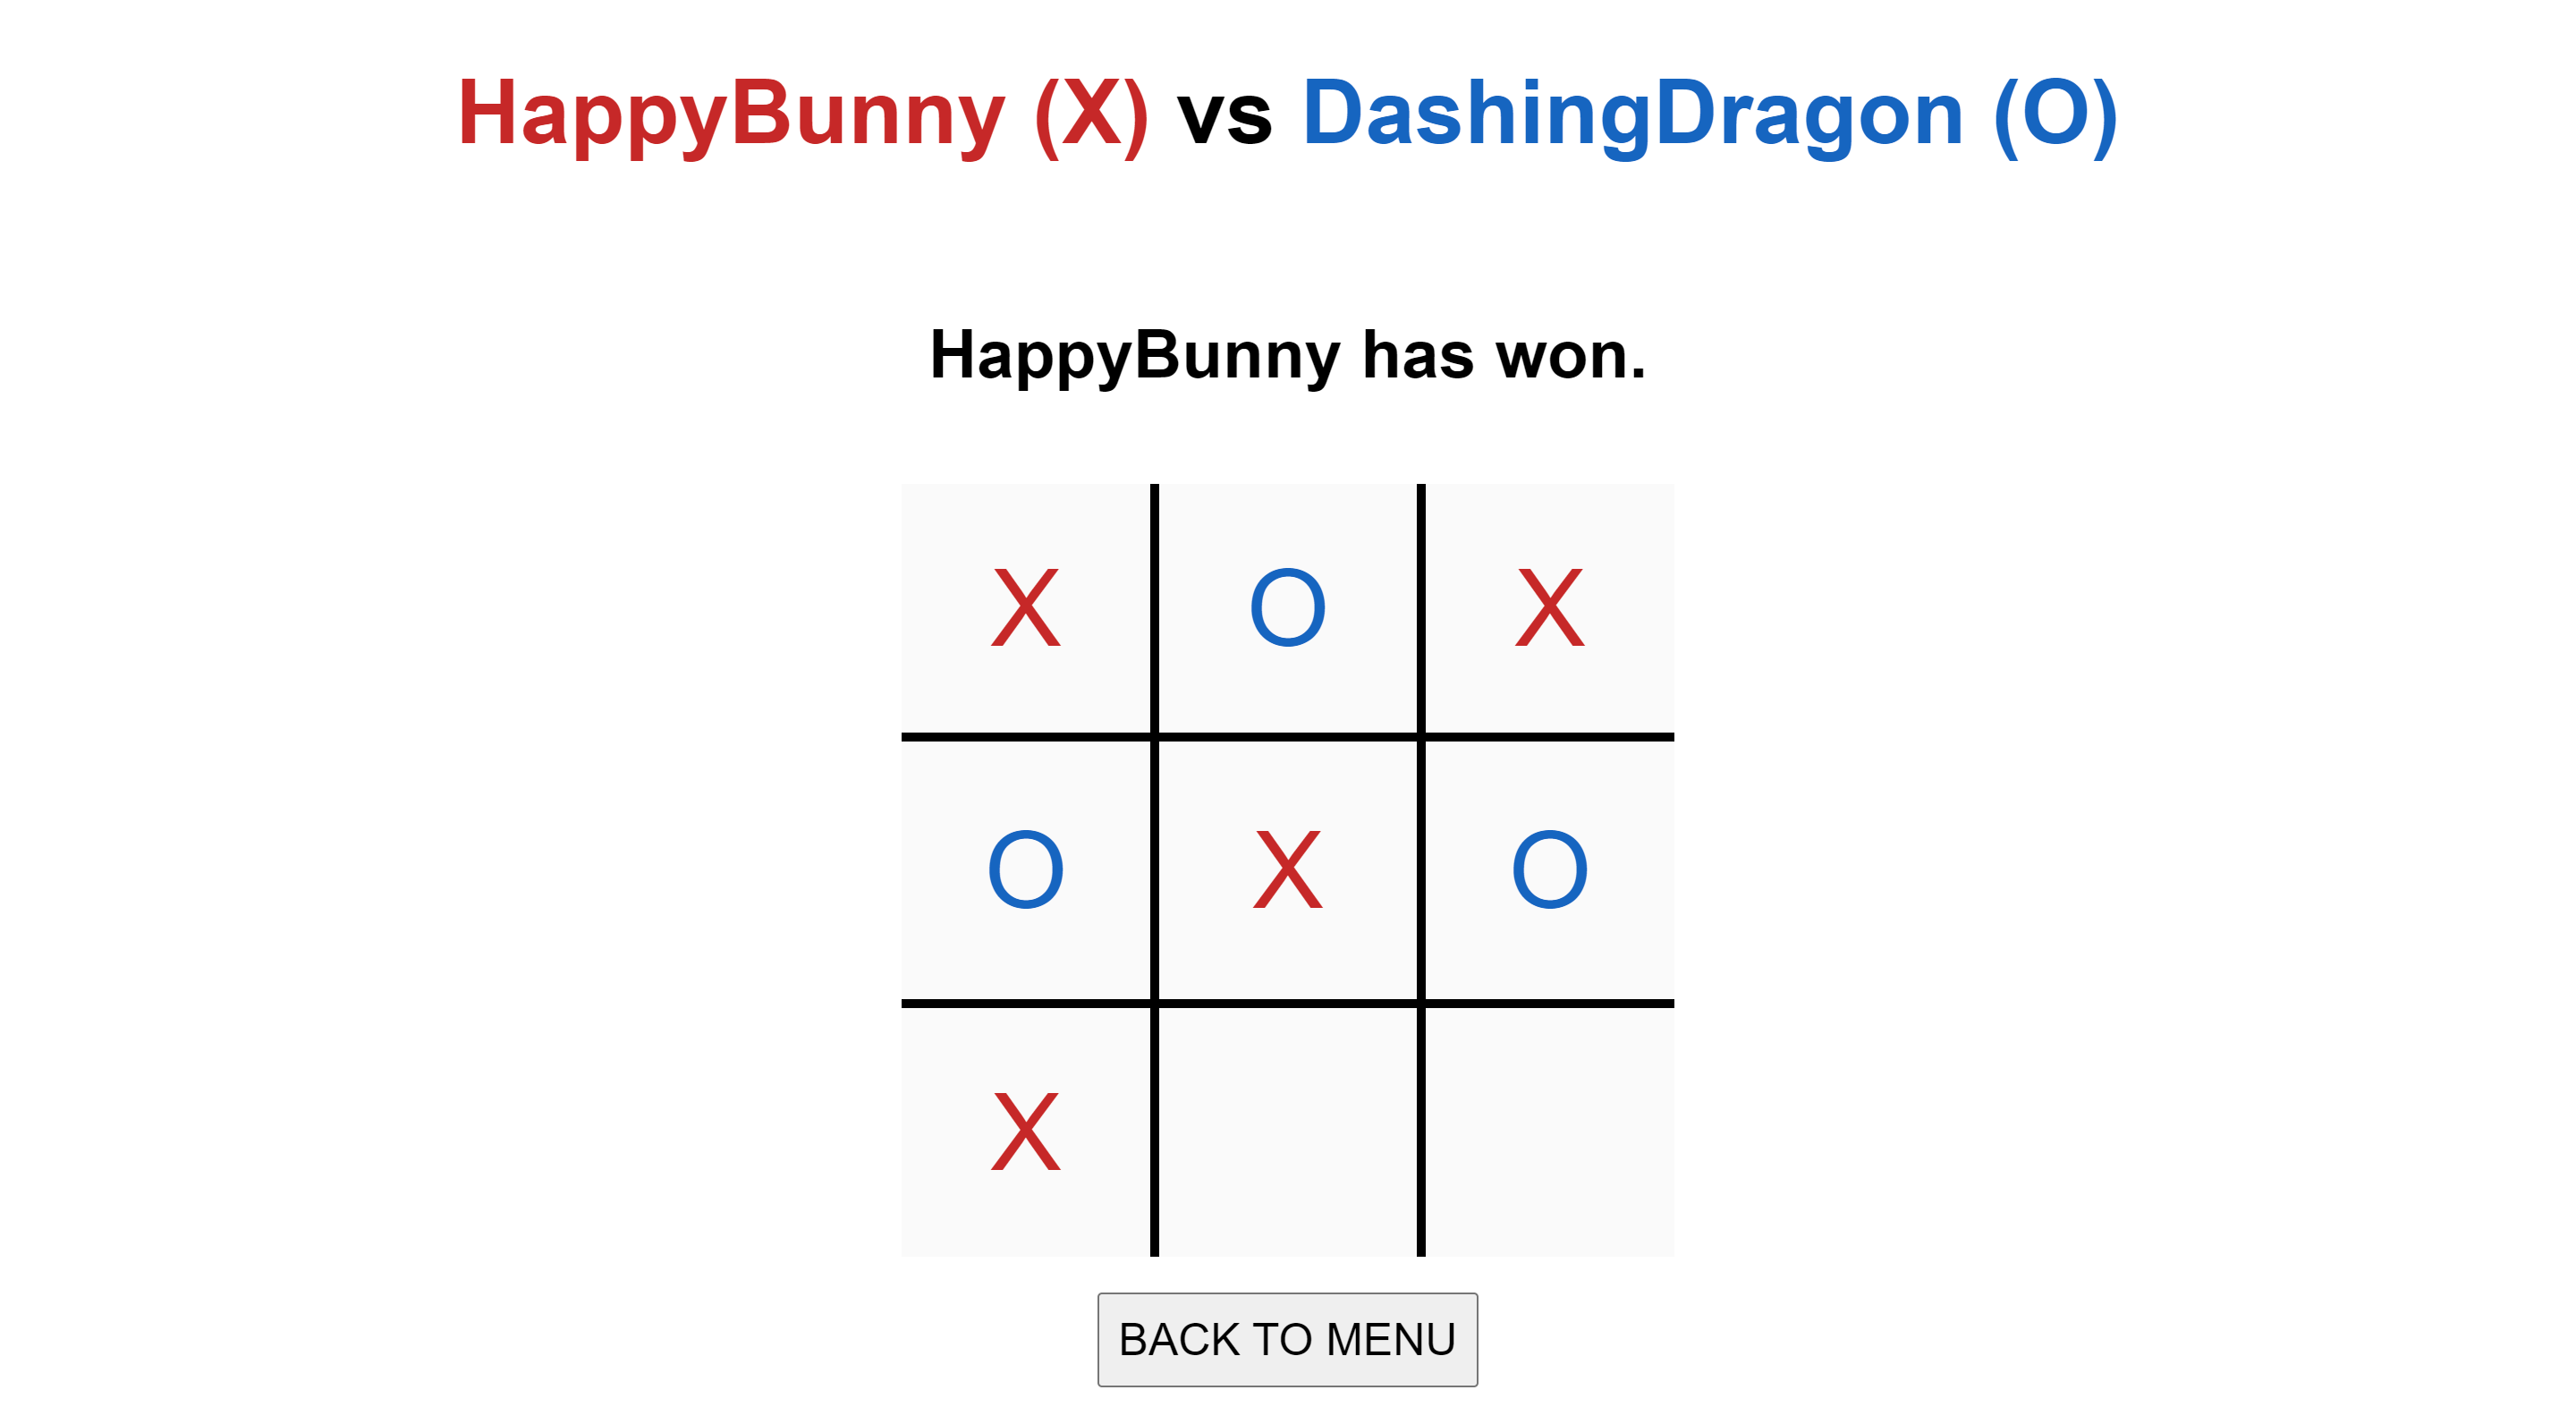 HappyBunny (X) vs DashingDragon (O)
HappyBunny has won.
X O X
O X O
X
BACK TO MENU